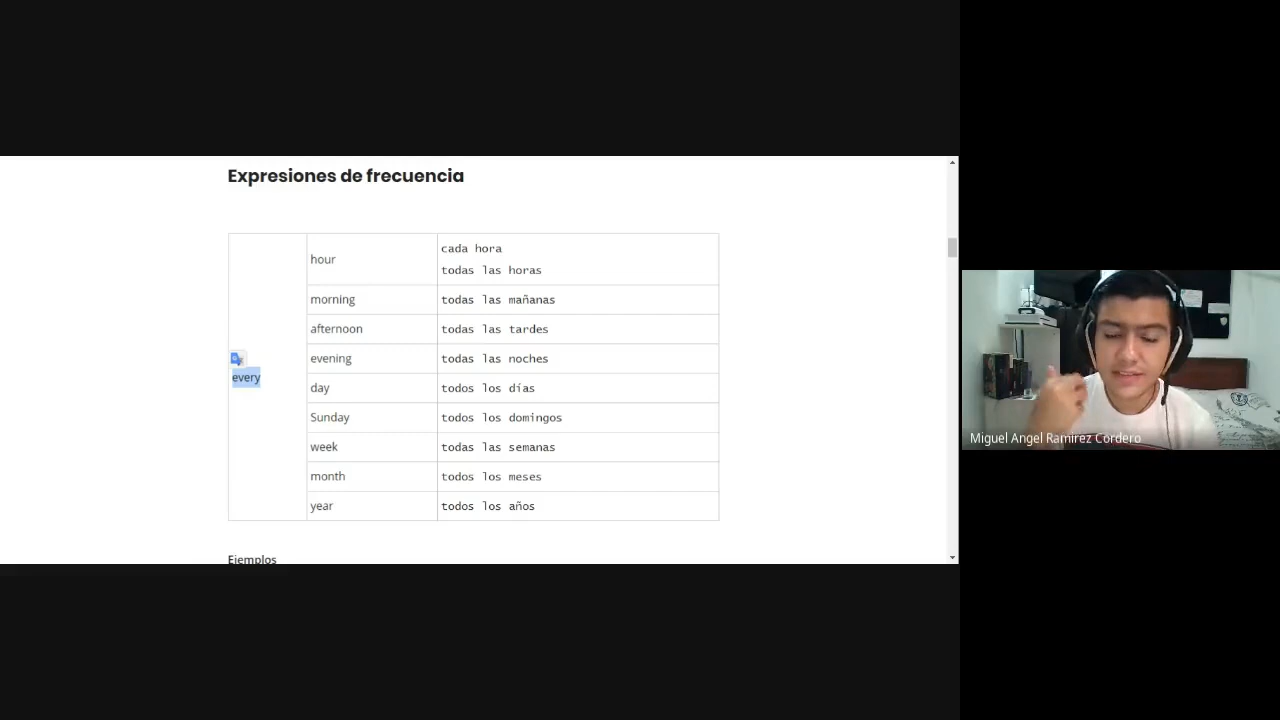 Expresiones de frecuencia
hour
cada hora
todas las horas
morning
todas las mañanas
afternoon
todas las tardes
every
evening
todas las noches
day
todos los días
Sunday
todos los domingos
week
todas las semanas
month
todos los meses
year
todos los años
Ejemplos
Miguel Angel Ramirez Cordero